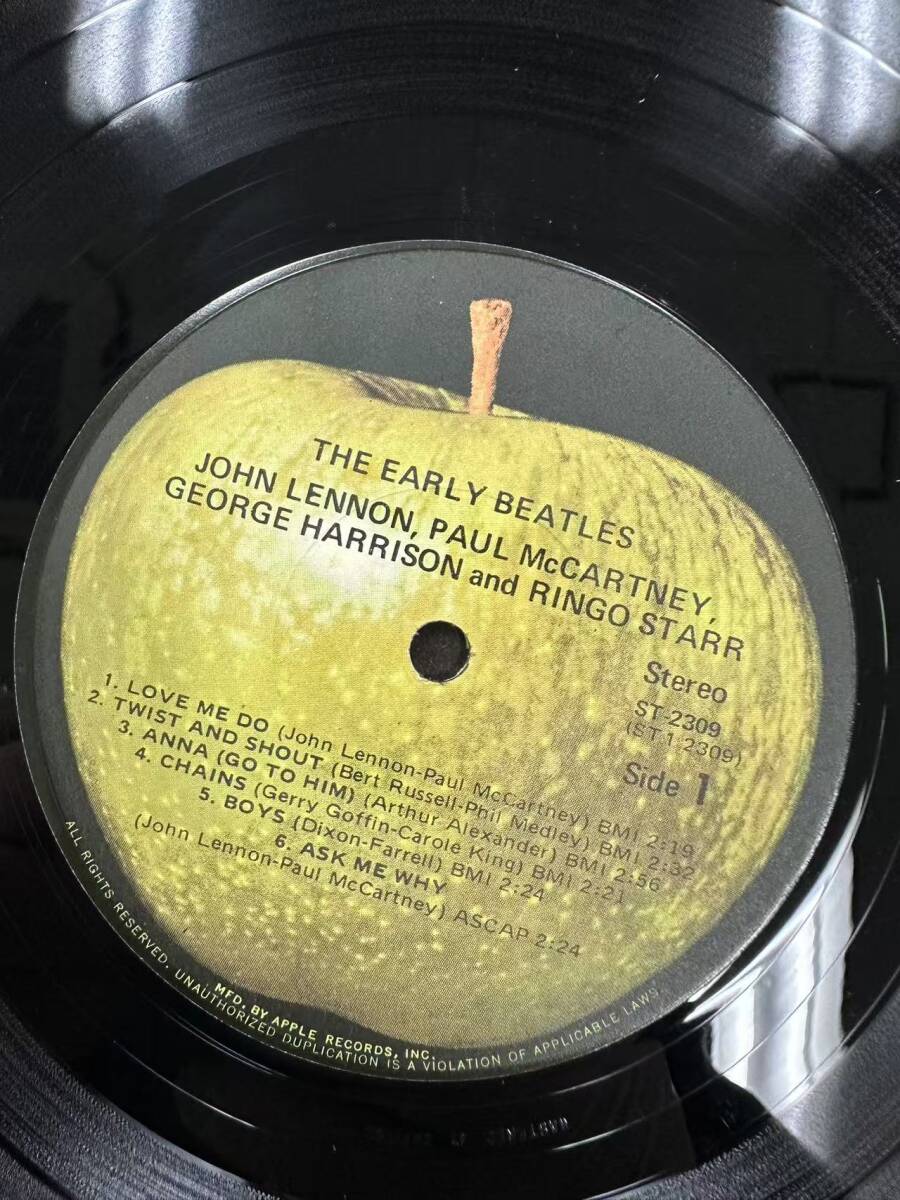 THE EARLY BEATLES
JOHN LENNON, PAUL McCARTNEY,
GEORGE HARRISON and RINGO STARR
Stereo
ST-2309
(ST 1 2309)
Side 1
1. LOVE ME DO (John Lennon-Paul McCartney) BMI 2:19
2. TWIST AND SHOUT (Bert Russell-Phil Medley) BMI 2:32
3. ANNA (GO TO HIM) (Arthur Alexander) BMI 2:56
4. CHAINS (Gerry Goffin-Carole King) BMI 2:21
5. BOYS (Dixon-Farrell) BMI 2:24
6. ASK ME WHY
(John Lennon-Paul McCartney) ASCAP 2:24
MFD. BY APPLE RECORDS, INC.
ALL RIGHTS RESERVED. UNAUTHORIZED DUPLICATION IS A VIOLATION OF APPLICABLE LAWS.